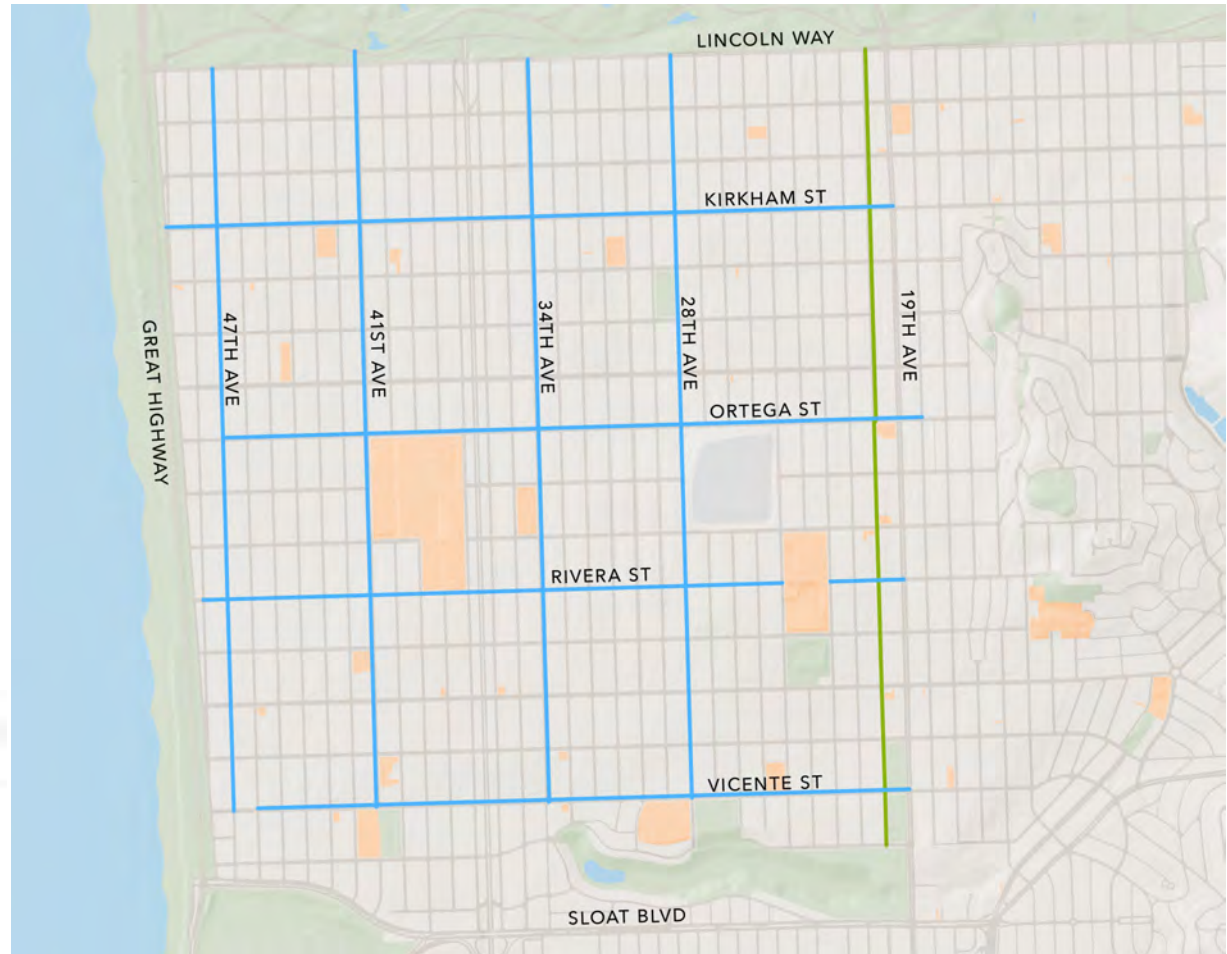 LINCOLN WAY
KIRKHAM ST
47TH AVE
41ST AVE
34TH AVE
28TH AVE
19TH AVE
GREAT HIGHWAY
ORTEGA ST
RIVERA ST
VICENTE ST
SLOAT BLVD